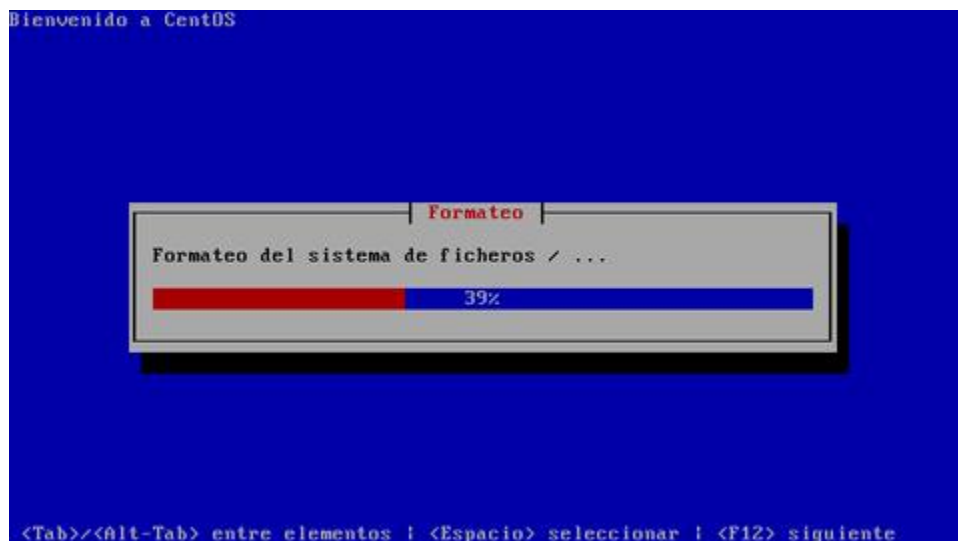 Bienvenido a CentOS
Formateo
Formateo del sistema de ficheros / ...
39%
<Tab>/<Alt-Tab> entre elementos | <Espacio> seleccionar | <F12> siguiente